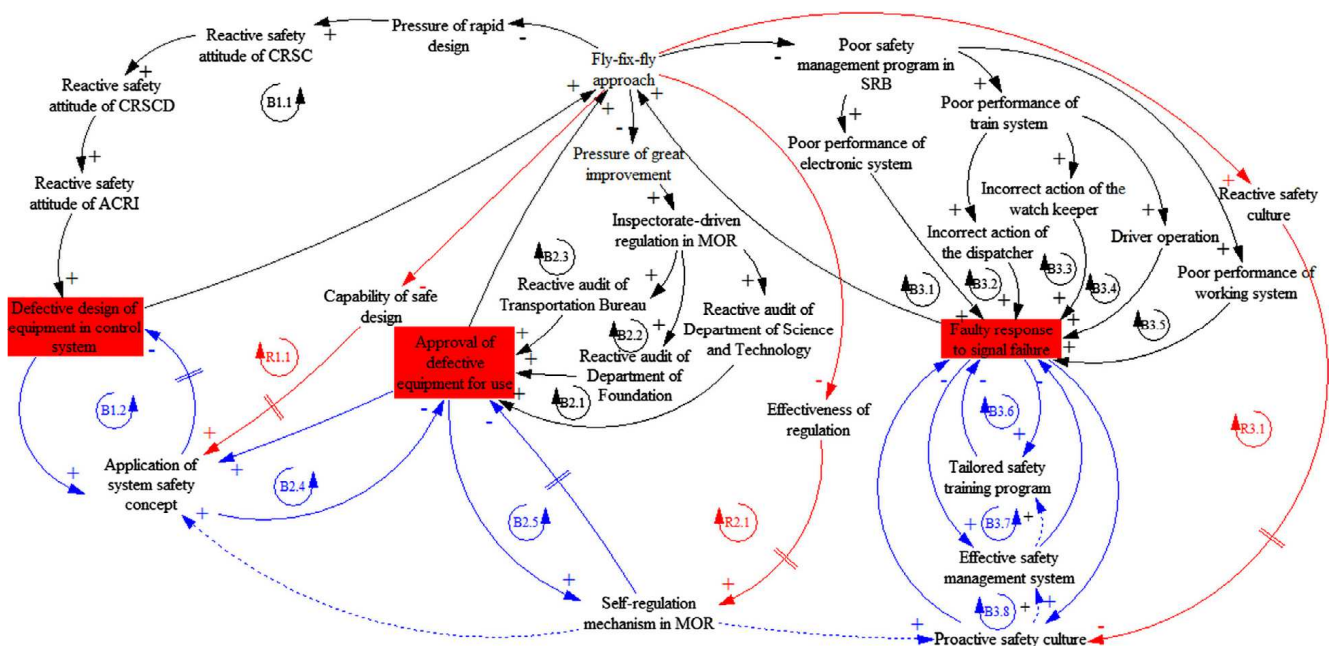 Pressure of rapid
design
Reactive safety
attitude of CRSC
Reactive safety
attitude of CRSCD
B1.1
Reactive safety
attitude of ACRI
Defective design of
equipment in control
system
B1.2
Application of
system safety
concept
R1.1
Capability of safe
design
Fly-fix-fly
approach
Pressure of great
improvement
Inspectorate-driven
regulation in MOR
B2.3
Reactive audit of
Transportation Bureau
B2.2
Reactive audit of
Department of
Foundation
B2.1
Reactive audit of
Department of Science
and Technology
Approval of
defective
equipment for use
B2.4
B2.5
R2.1
Effectiveness of
regulation
Self-regulation
mechanism in MOR
Poor safety
management program in
SRB
Poor performance of
train system
Poor performance of
electronic system
Incorrect action of the
watch keeper
Incorrect action of
the dispatcher
Driver operation
Reactive safety
culture
Poor performance of
working system
B3.1
B3.2
B3.3
B3.4
B3.5
Faulty response
to signal failure
B3.6
Tailored safety
training program
B3.7
Effective safety
management system
B3.8
Proactive safety culture
R3.1